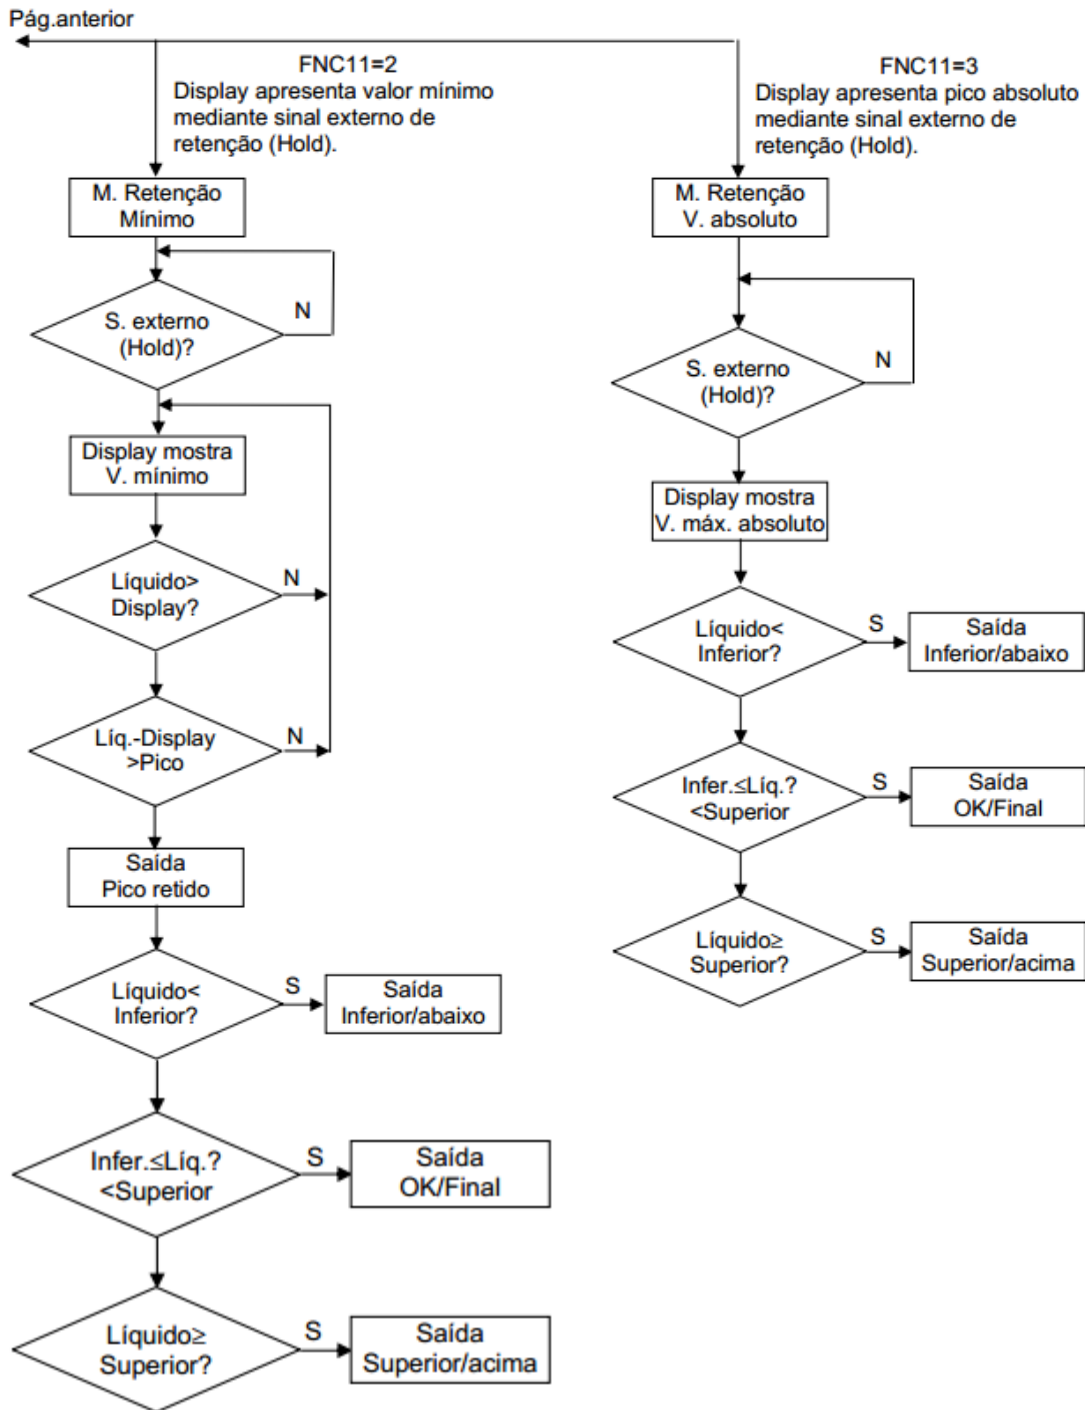 Pág.anterior
FNC11=2
Display apresenta valor mínimo
mediante sinal externo de
retenção (Hold).
M. Retenção
Mínimo
S. externo
(Hold)?
N
Display mostra
V. mínimo
Líquido>
Display?
N
Líq.-Display
>Pico
N
Saída
Pico retido
Líquido<
Inferior?
S
Saída
Inferior/abaixo
Infer.≤Líq.?
<Superior
S
Saída
OK/Final
Líquido≥
Superior?
S
Saída
Superior/acima
FNC11=3
Display apresenta pico absoluto
mediante sinal externo de
retenção (Hold).
M. Retenção
V. absoluto
S. externo
(Hold)?
N
Display mostra
V. máx. absoluto
Líquido<
Inferior?
S
Saída
Inferior/abaixo
Infer.≤Líq.?
<Superior
S
Saída
OK/Final
Líquido≥
Superior?
S
Saída
Superior/acima